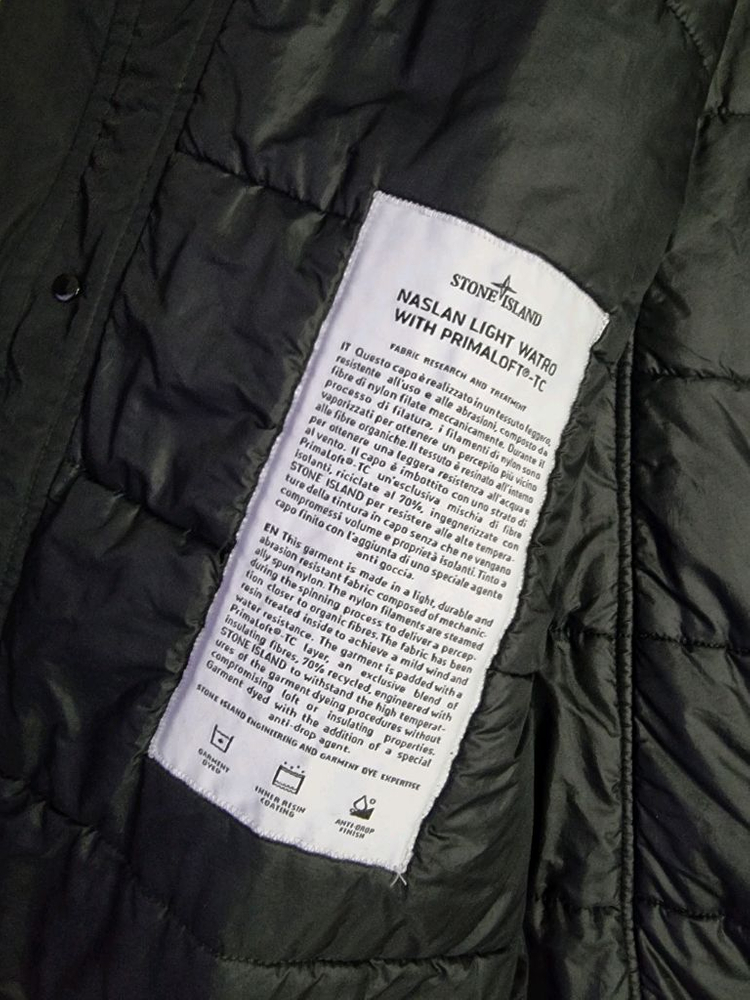 STONE ISLAND
NASLAN LIGHT WATRO
WITH PRIMALOFT®-TC
FABRIC RESEARCH AND TREATMENT
IT Questo capo è realizzato in un tessuto leggero,
resistente all'uso e alle abrasioni, composto da
fibre di nylon filate meccanicamente. Durante il
processo di filatura, i filamenti di nylon sono
vaporizzati per ottenere un percepito più vicino
alle fibre organiche. Il tessuto è resinato all'interno
per ottenere una leggera resistenza all'acqua e
al vento. Il capo è imbottito con uno strato di
PrimaLoft®-TC un'esclusiva mischia di fibre
isolanti, riciclate al 70%, ingegnerizzate con
STONE ISLAND per resistere alle alte tempera-
ture della tintura in capo senza che ne vengano
compromessi volume e proprietà isolanti. Tinto a
capo finito con l'aggiunta di uno speciale agente
anti goccia.
EN This garment is made in a light, durable and
abrasion resistant fabric composed of mechanic-
ally spun nylon. The nylon filaments are steamed
during the spinning process to deliver a percep-
tion closer to organic fibres. The fabric has been
resin treated inside to achieve a mild wind and
water resistance. The garment is padded with a
PrimaLoft®-TC layer, an exclusive blend of
insulating fibres, 70% recycled, engineered with
STONE ISLAND to withstand the high temperat-
ures of the garment dyeing procedures without
compromising loft or insulating properties.
Garment dyed with the addition of a special
anti-drop agent.
STONE ISLAND ENGINEERING AND GARMENT DYE EXPERTISE
GARMENT
DYED
INNER RESIN
COATING
ANTI-DROP
FINISH